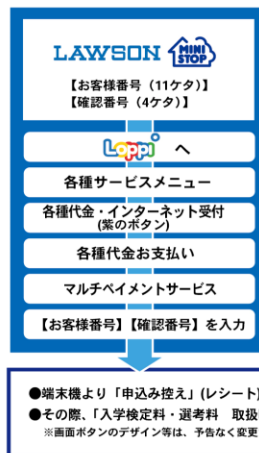 LAWSON MINI STOP
【お客様番号（11ケタ）】
【確認番号（4ケタ）】
Loppi へ
各種サービスメニュー
各種代金・インターネット受付
(紫のボタン)
各種代金お支払い
マルチペイメントサービス
【お客様番号】【確認番号】を入力
●端末機より「申込み控え」(レシート)
●その際、「入学検定料・選考料　取扱
※画面ボタンのデザイン等は、予告なく変更